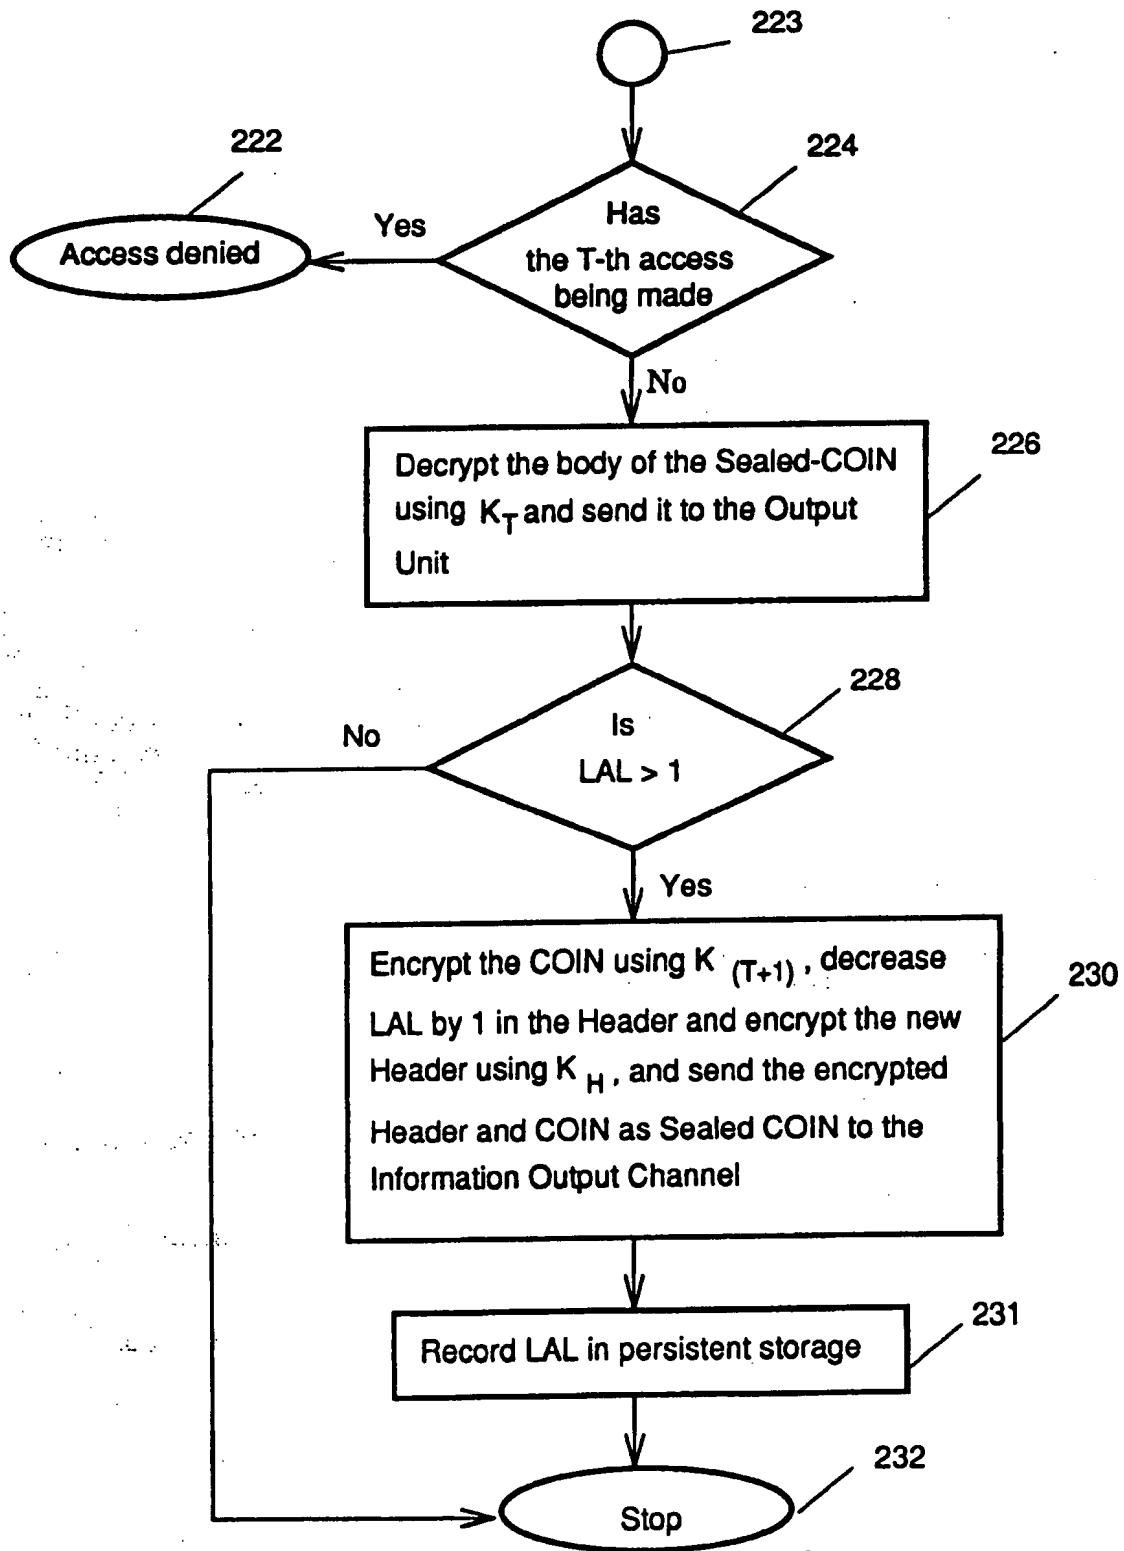 223
222
224
Has
the T-th access
being made
Yes
Access denied
No
226
Decrypt the body of the Sealed-COIN
using K_T and send it to the Output
Unit
228
Is
LAL > 1
No
Yes
230
Encrypt the COIN using K_(T+1), decrease
LAL by 1 in the Header and encrypt the new
Header using K_H, and send the encrypted
Header and COIN as Sealed COIN to the
Information Output Channel
231
Record LAL in persistent storage
232
Stop